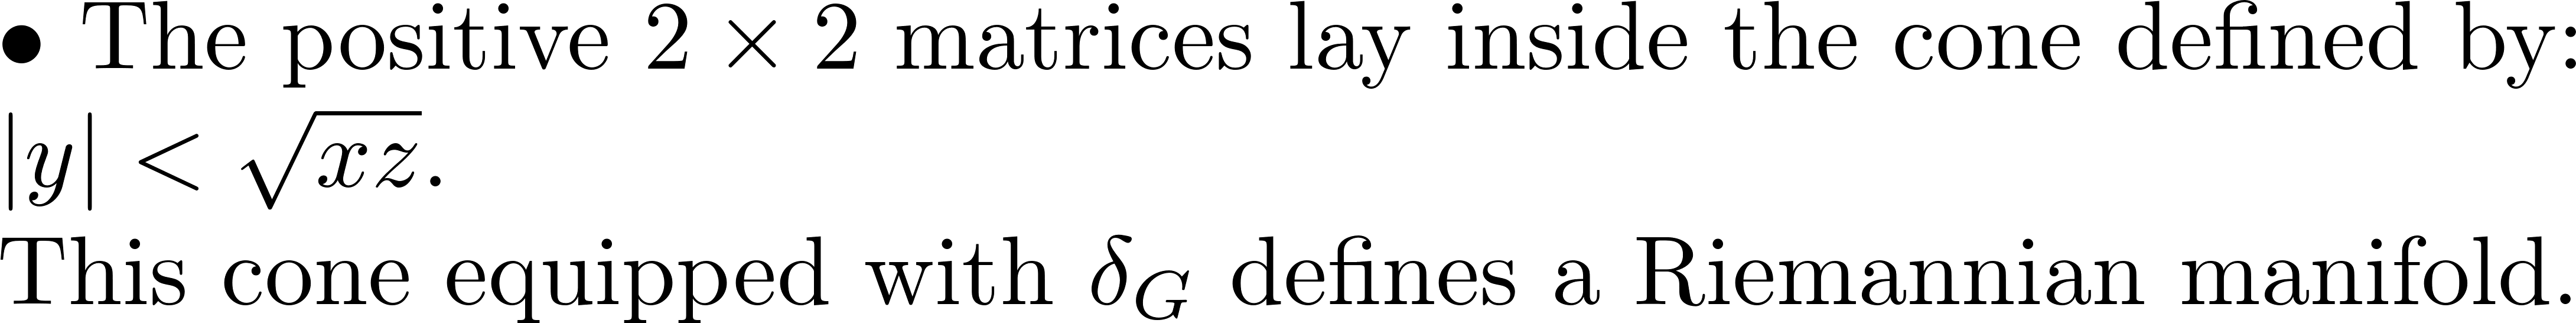 • The positive 2 × 2 matrices lay inside the cone defined by:
|y| < √xz.
This cone equipped with δ_G defines a Riemannian manifold.